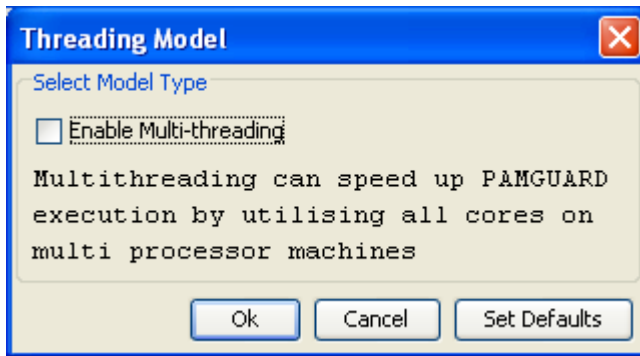 Threading Model
Select Model Type
Enable Multi-threading
Multithreading can speed up PAMGUARD
execution by utilising all cores on
multi processor machines
Ok Cancel Set Defaults